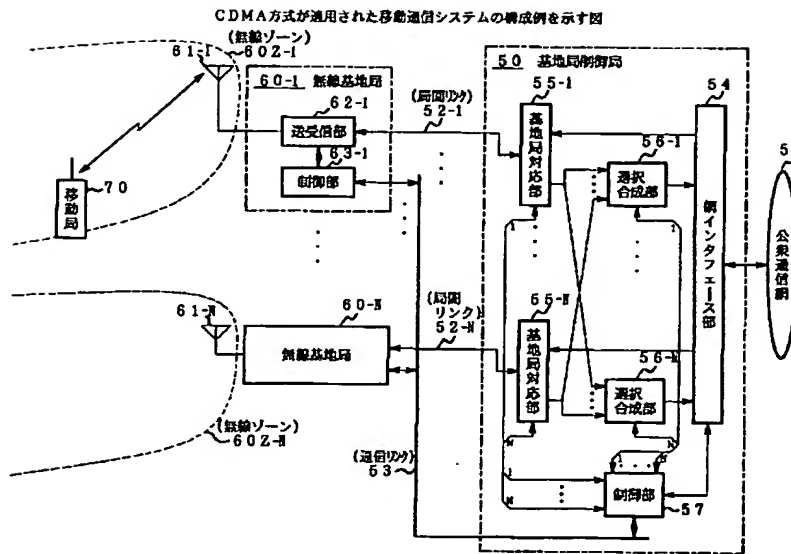 CDMA方式が適用された移動通信システムの構成例を示す図
(無線ゾーン)
60Z-1
61-1
60-1 無線基地局
62-1
送受信部
63-1
制御部
70
移動局
(局間リンク)
52-1
50 基地局制御局
55-1
基地局対応部
56-1
選択
合成部
54
網インタフェース部
5
公衆通信網
1
1
61-N
60-N
無線基地局
(無線ゾーン)
60Z-N
(局間
リンク)
52-N
55-N
基地局対応部
選択
合成部
N
N
(通信リンク)
53
1
N
1
N
制御部
57